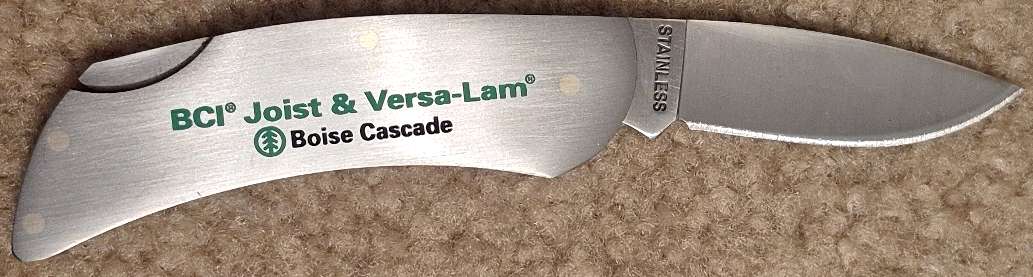 BCI® Joist & Versa-Lam®
Boise Cascade
STAINLESS